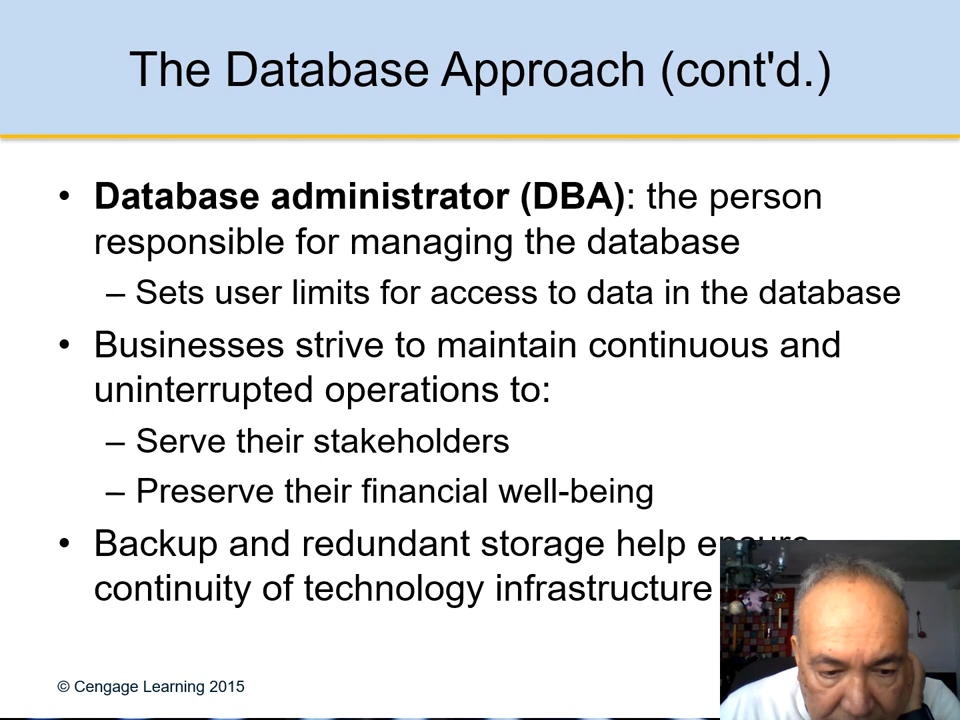 The Database Approach (cont'd.)
• Database administrator (DBA): the person
responsible for managing the database
– Sets user limits for access to data in the database
• Businesses strive to maintain continuous and
uninterrupted operations to:
– Serve their stakeholders
– Preserve their financial well-being
• Backup and redundant storage help ensure
continuity of technology infrastructure
© Cengage Learning 2015